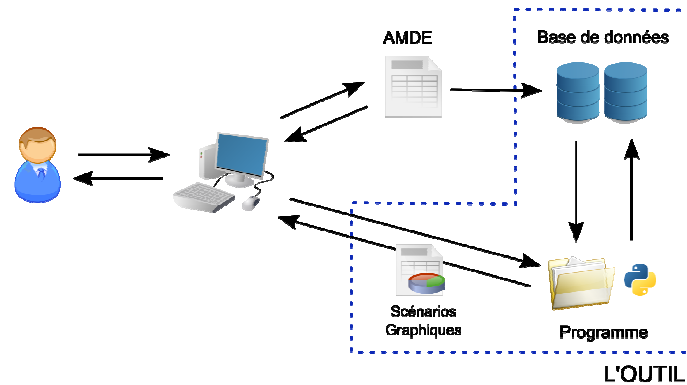 AMDE
Base de données
Scénarios
Graphiques
Programme
L'OUTIL